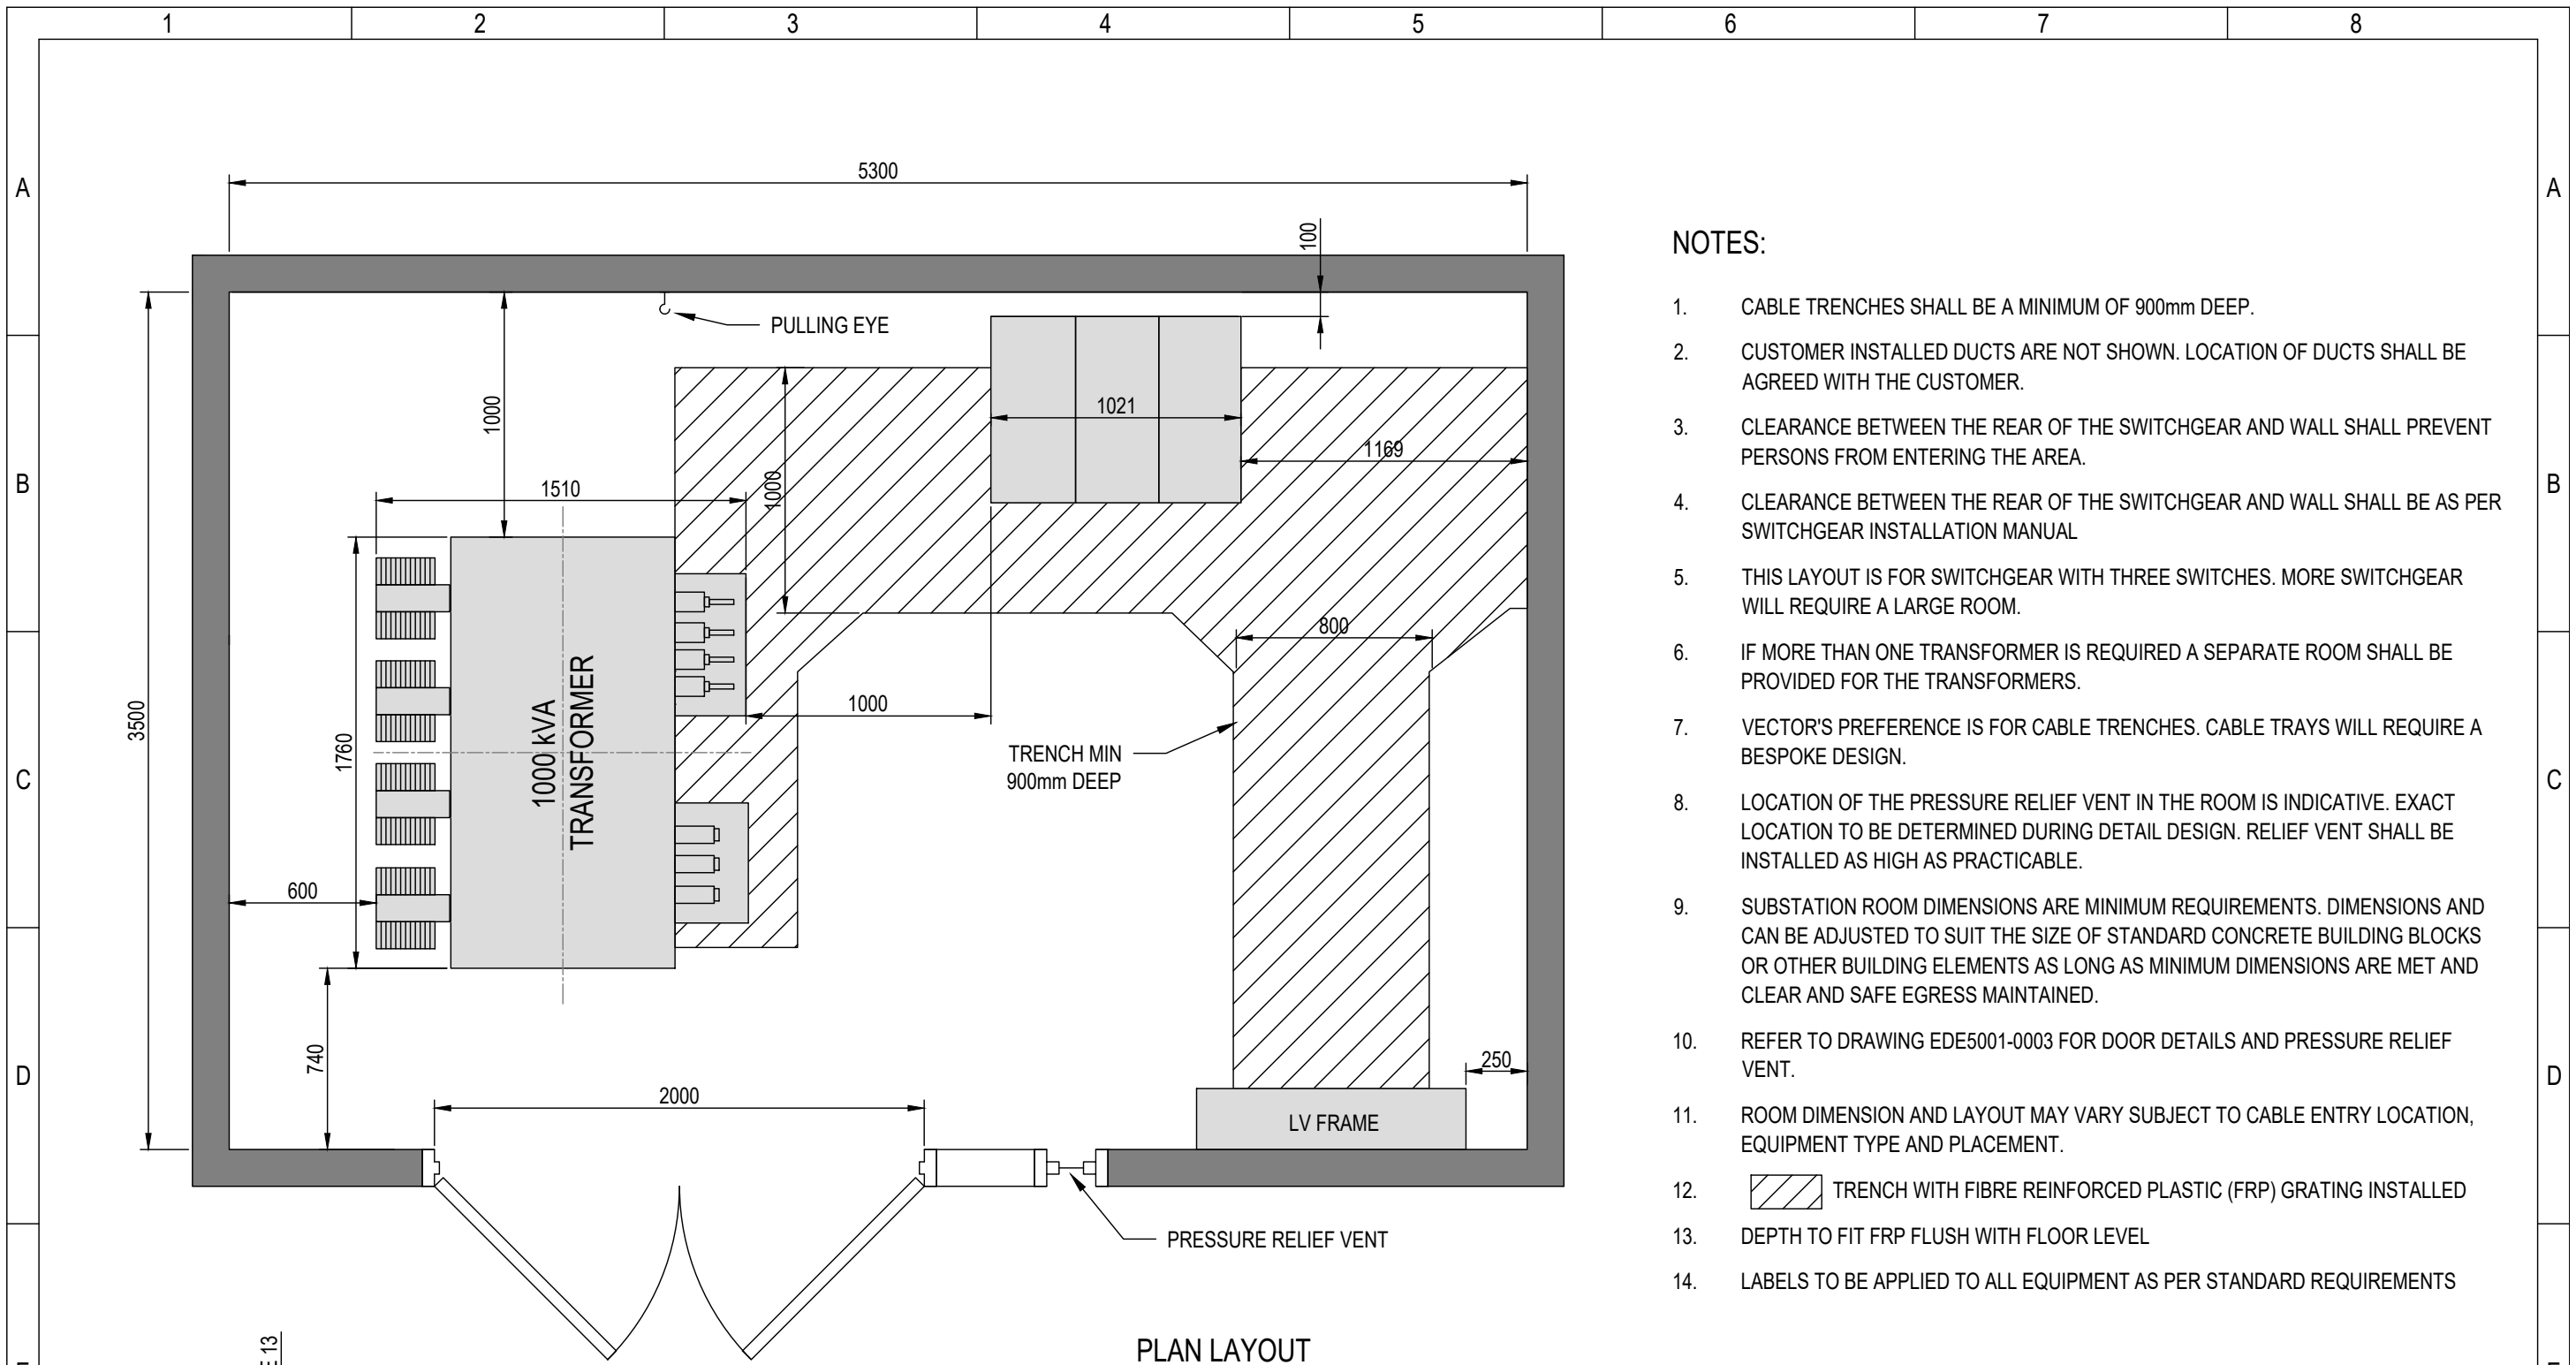 1 2 3 4 5 6 7 8
A A
5300
100
NOTES:
1. CABLE TRENCHES SHALL BE A MINIMUM OF 900mm DEEP.
PULLING EYE
2. CUSTOMER INSTALLED DUCTS ARE NOT SHOWN. LOCATION OF DUCTS SHALL BE
AGREED WITH THE CUSTOMER.
1000
1021
3. CLEARANCE BETWEEN THE REAR OF THE SWITCHGEAR AND WALL SHALL PREVENT
PERSONS FROM ENTERING THE AREA.
1169
B B
1510
1000
4. CLEARANCE BETWEEN THE REAR OF THE SWITCHGEAR AND WALL SHALL BE AS PER
SWITCHGEAR INSTALLATION MANUAL
5. THIS LAYOUT IS FOR SWITCHGEAR WITH THREE SWITCHES. MORE SWITCHGEAR
WILL REQUIRE A LARGE ROOM.
800
6. IF MORE THAN ONE TRANSFORMER IS REQUIRED A SEPARATE ROOM SHALL BE
PROVIDED FOR THE TRANSFORMERS.
3500
1760
1000 kVA
TRANSFORMER
1000
7. VECTOR'S PREFERENCE IS FOR CABLE TRENCHES. CABLE TRAYS WILL REQUIRE A
BESPOKE DESIGN.
TRENCH MIN
900mm DEEP
C C
8. LOCATION OF THE PRESSURE RELIEF VENT IN THE ROOM IS INDICATIVE. EXACT
LOCATION TO BE DETERMINED DURING DETAIL DESIGN. RELIEF VENT SHALL BE
INSTALLED AS HIGH AS PRACTICABLE.
600
9. SUBSTATION ROOM DIMENSIONS ARE MINIMUM REQUIREMENTS. DIMENSIONS AND
CAN BE ADJUSTED TO SUIT THE SIZE OF STANDARD CONCRETE BUILDING BLOCKS
OR OTHER BUILDING ELEMENTS AS LONG AS MINIMUM DIMENSIONS ARE MET AND
CLEAR AND SAFE EGRESS MAINTAINED.
740
10. REFER TO DRAWING EDE5001-0003 FOR DOOR DETAILS AND PRESSURE RELIEF
VENT.
250
D D
2000
LV FRAME
11. ROOM DIMENSION AND LAYOUT MAY VARY SUBJECT TO CABLE ENTRY LOCATION,
EQUIPMENT TYPE AND PLACEMENT.
12. TRENCH WITH FIBRE REINFORCED PLASTIC (FRP) GRATING INSTALLED
PRESSURE RELIEF VENT
13. DEPTH TO FIT FRP FLUSH WITH FLOOR LEVEL
14. LABELS TO BE APPLIED TO ALL EQUIPMENT AS PER STANDARD REQUIREMENTS
13
PLAN LAYOUT